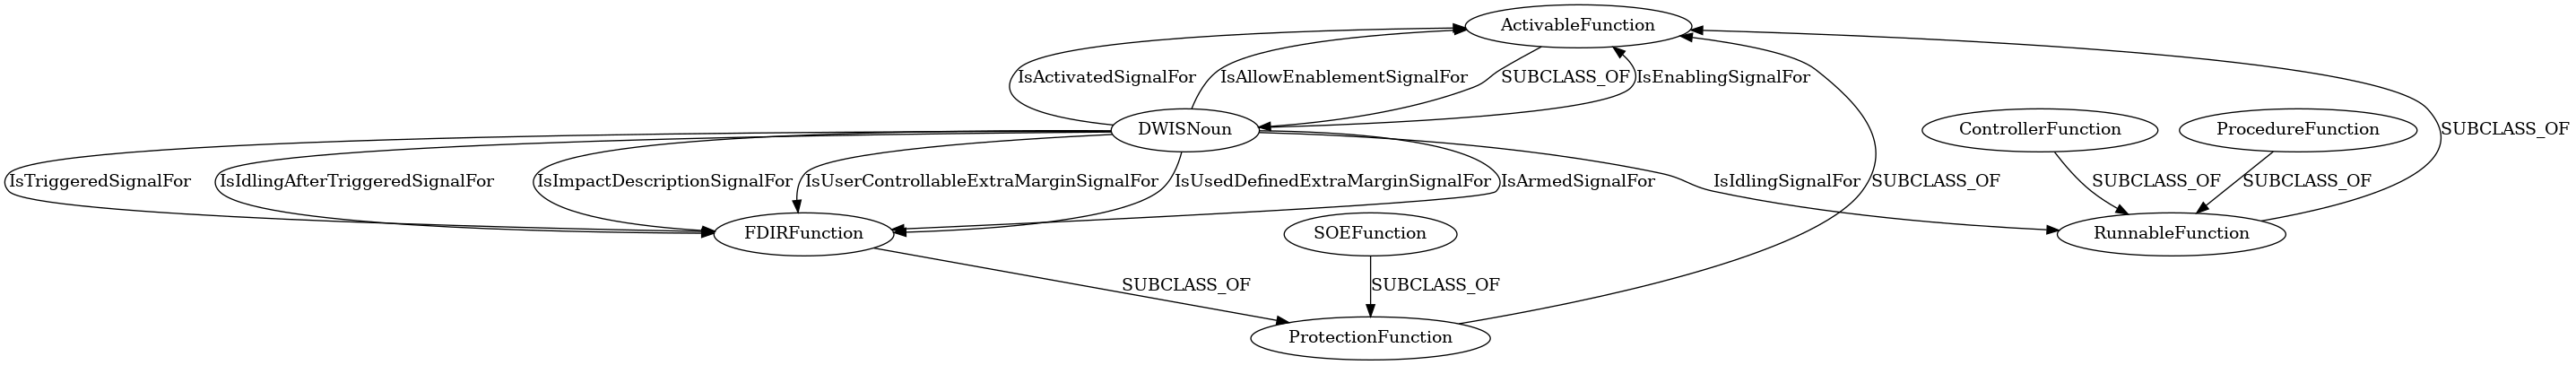 ActivableFunction
IsActivatedSignalFor
IsAllowEnablementSignalFor
SUBCLASS_OF
IsEnablingSignalFor
DWISNoun
ControllerFunction
ProcedureFunction
SUBCLASS_OF
IsTriggeredSignalFor
IsIdlingAfterTriggeredSignalFor
IsImpactDescriptionSignalFor
IsUserControllableExtraMarginSignalFor
IsUsedDefinedExtraMarginSignalFor
IsArmedSignalFor
IsIdlingSignalFor
SUBCLASS_OF
SUBCLASS_OF
SUBCLASS_OF
FDIRFunction
SOEFunction
RunnableFunction
SUBCLASS_OF
SUBCLASS_OF
ProtectionFunction